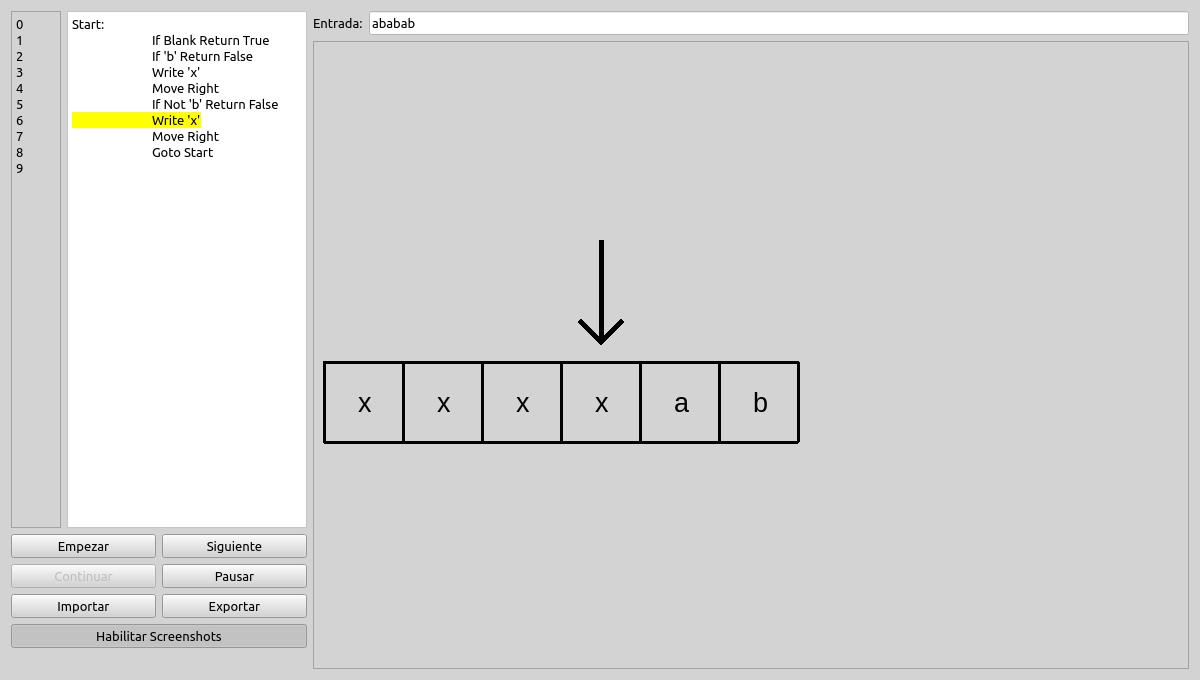 Entrada: ababab
0 Start:
1 If Blank Return True
2 If 'b' Return False
3 Write 'x'
4 Move Right
5 If Not 'b' Return False
6 Write 'x'
7 Move Right
8 Goto Start
9
x x x x a b
Empezar Siguiente
Continuar Pausar
Importar Exportar
Habilitar Screenshots